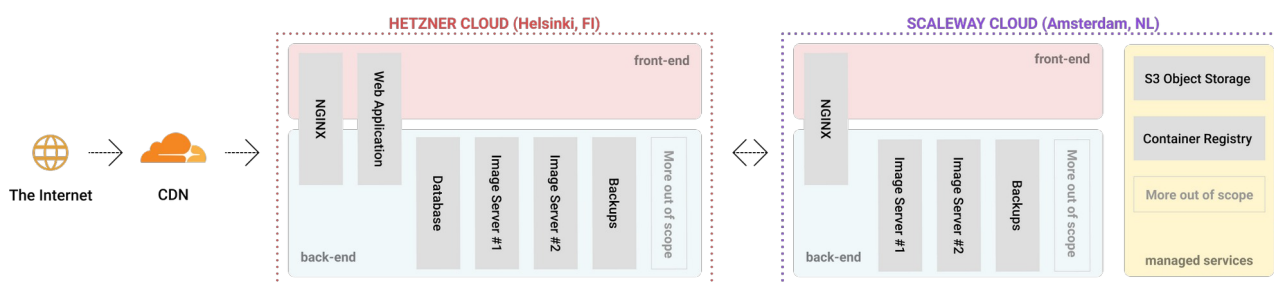 HETZNER CLOUD (Helsinki, FI)
SCALEWAY CLOUD (Amsterdam, NL)
The Internet
CDN
front-end
NGINX
Web Application
Database
Image Server #1
Image Server #2
Backups
More out of scope
back-end
front-end
NGINX
Image Server #1
Image Server #2
Backups
More out of scope
back-end
S3 Object Storage
Container Registry
More out of scope
managed services